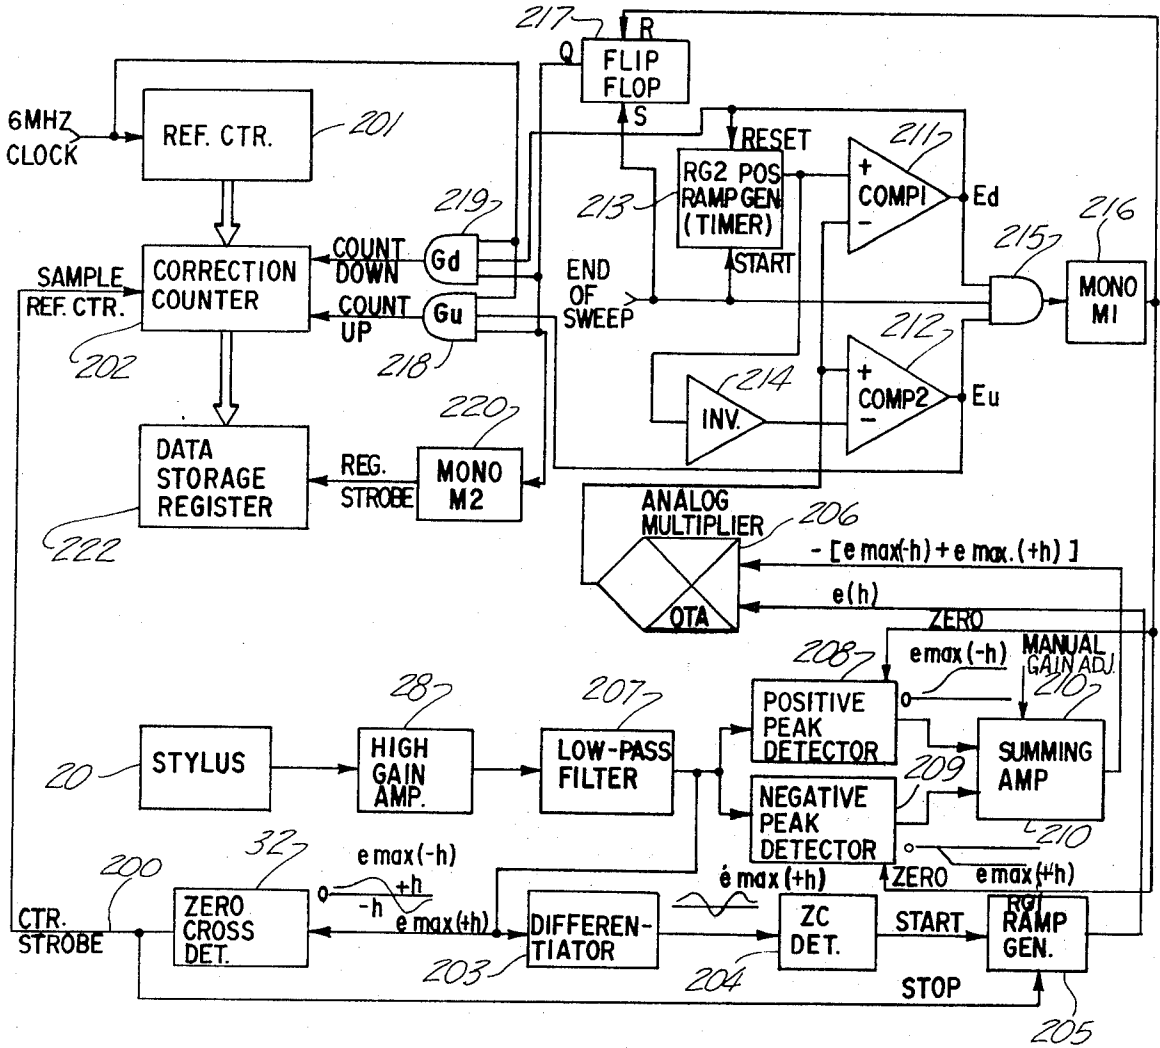 217
R
Q
FLIP
FLOP
S
6MHZ
CLOCK
REF. CTR.
201
RESET
211
RG2 POS
RAMP GEN
(TIMER)
213
START
+
COMP1
-
Ed
215
216
219
COUNT
DOWN
Gd
SAMPLE
REF. CTR.
CORRECTION
COUNTER
COUNT
UP
Gu
218
202
END
OF
SWEEP
MONO
M1
212
214
INV.
+
COMP2
-
Eu
220
DATA
STORAGE
REGISTER
REG.
STROBE
MONO
M2
222
ANALOG
MULTIPLIER
206
- [e max(-h) + e max. (+h) ]
e(h)
OTA
ZERO
208
e max (-h)
MANUAL
GAIN ADJ.
210
28
207
POSITIVE
PEAK
DETECTOR
STYLUS
20
HIGH
GAIN
AMP.
LOW-PASS
FILTER
SUMMING
AMP
209
NEGATIVE
PEAK
DETECTOR
210
ZERO
e max (+h)
32
e max (-h)
+h
-h
e max (+h)
200
CTR.
STROBE
ZERO
CROSS
DET.
DIFFEREN-
TIATOR
203
ė max (+h)
ZC
DET.
204
START
RG1
RAMP
GEN.
STOP
205